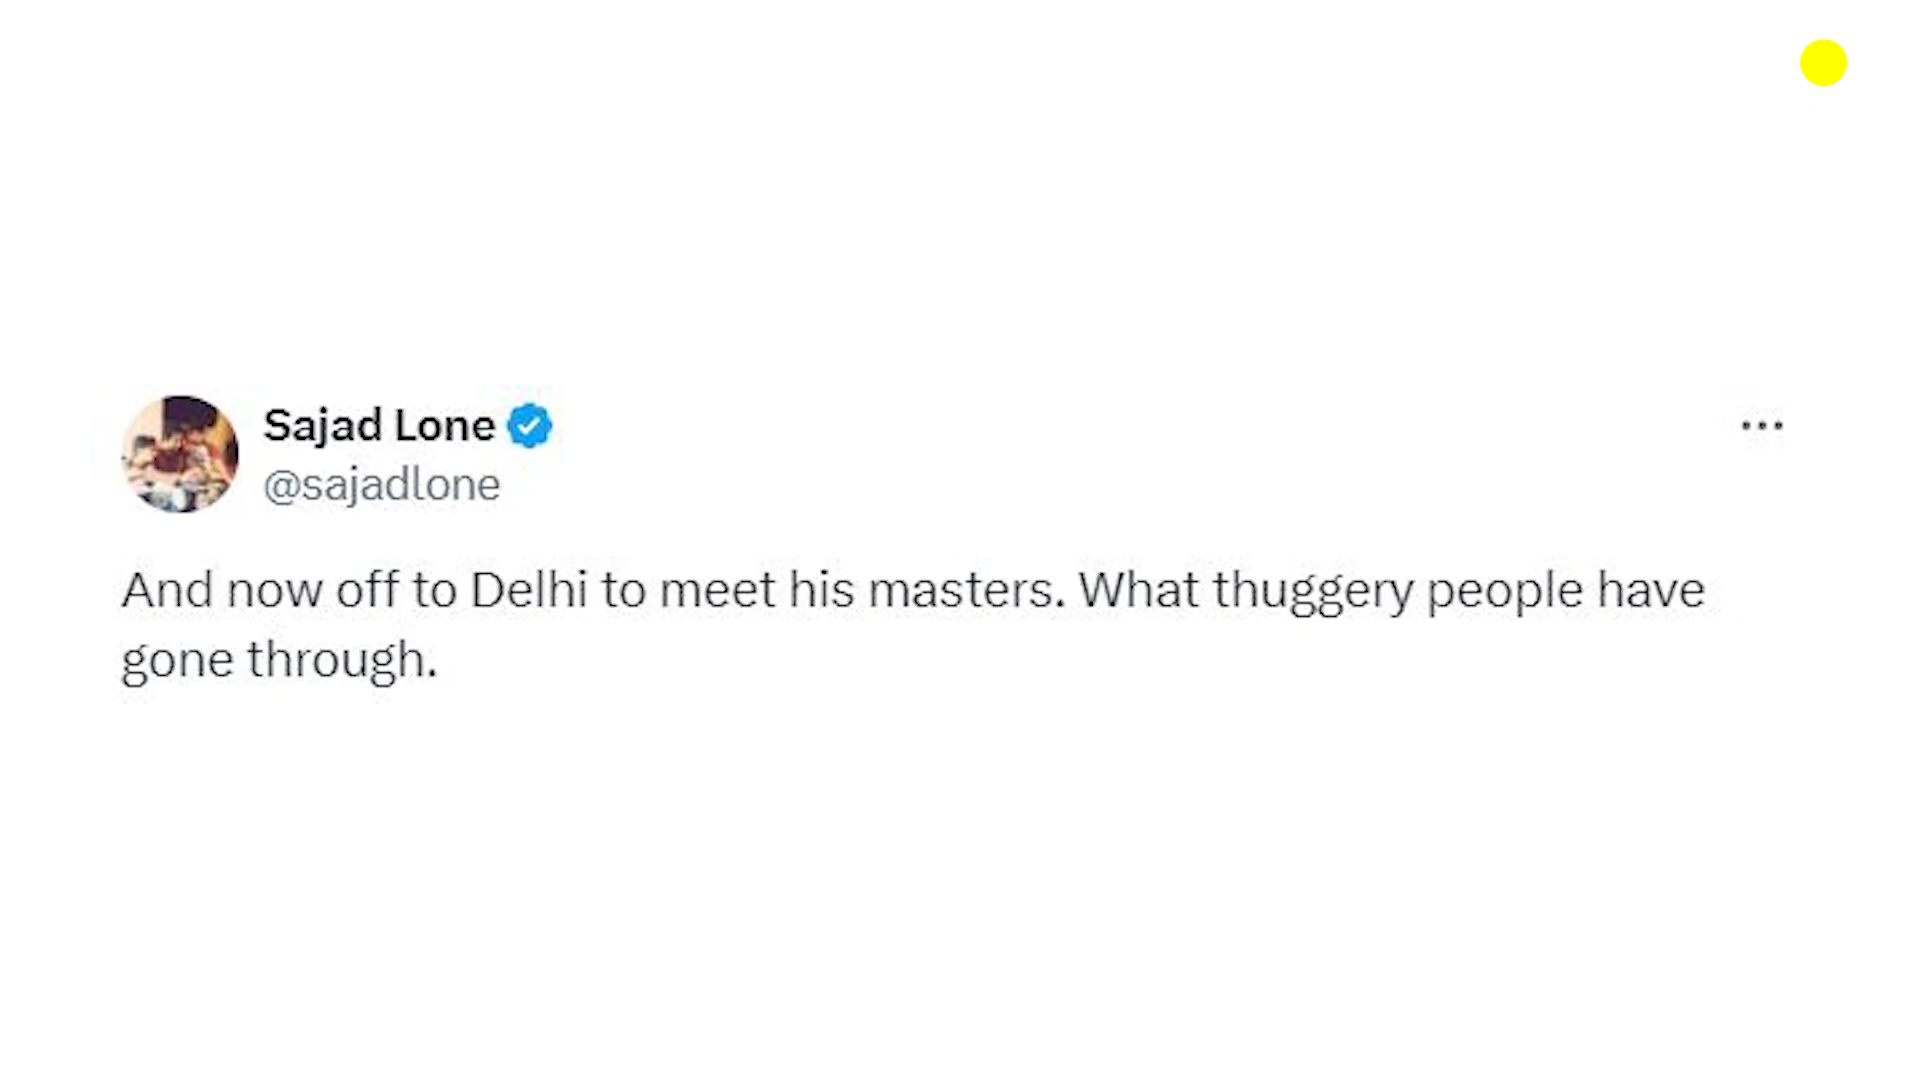 Sajad Lone
@sajadlone
And now off to Delhi to meet his masters. What thuggery people have
gone through.